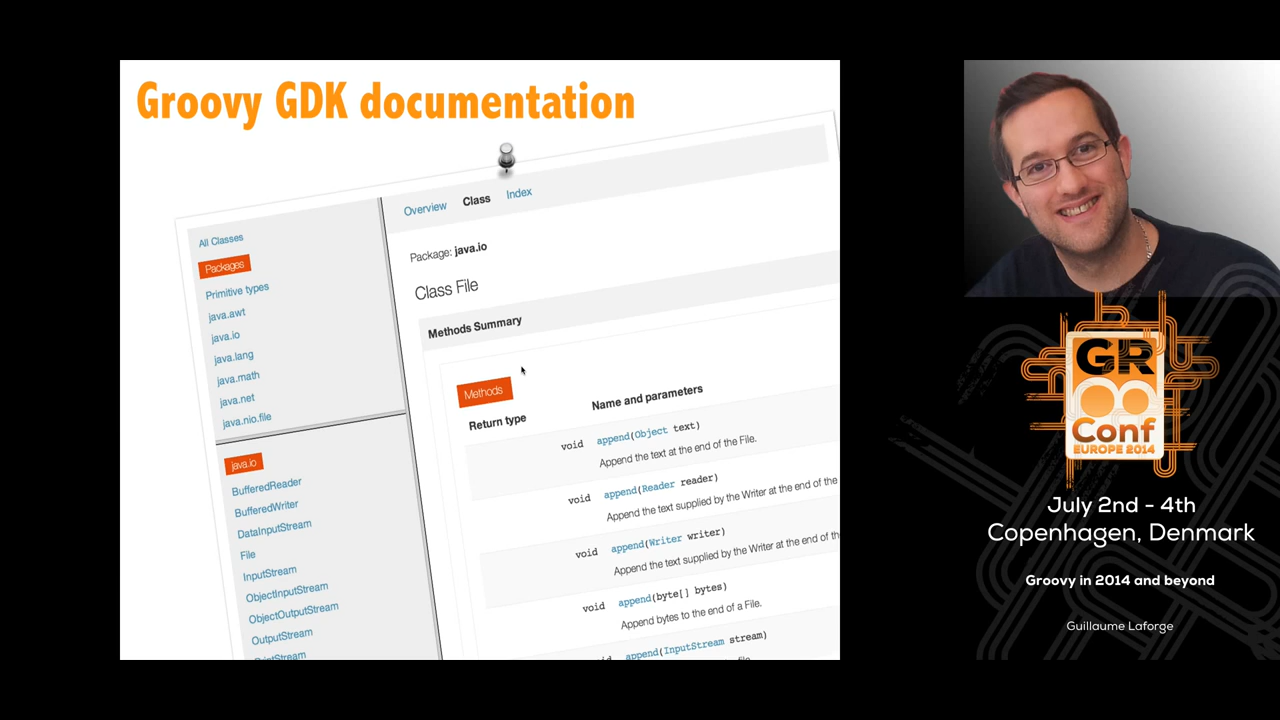 Groovy GDK documentation
All Classes
Packages
Primitive types
java.awt
java.io
java.lang
java.math
java.net
java.nio.file
java.io
BufferedReader
BufferedWriter
DataInputStream
File
InputStream
ObjectInputStream
ObjectOutputStream
OutputStream
PrintStream
Overview Class Index
Package: java.io
Class File
Methods Summary
Methods
Return type Name and parameters
void append(Object text)
Append the text at the end of the File.
void append(Reader reader)
Append the text supplied by the Writer at the end of the
void append(Writer writer)
Append the text supplied by the Writer at the end of th
void append(byte[] bytes)
Append bytes to the end of a File.
append(InputStream stream)
GR
Conf
EUROPE 2014
July 2nd - 4th
Copenhagen, Denmark
Groovy in 2014 and beyond
Guillaume Laforge